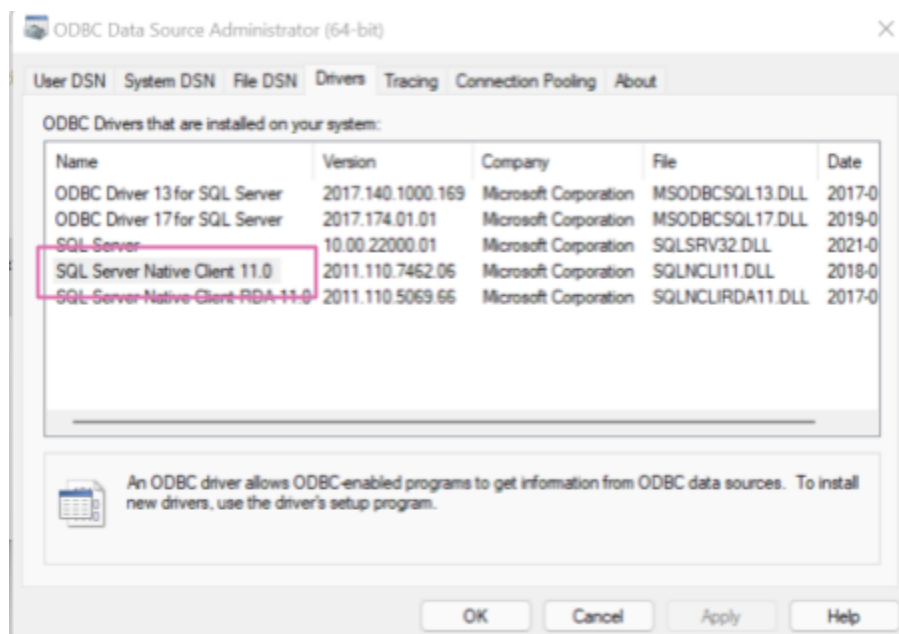 ODBC Data Source Administrator (64-bit)
User DSN System DSN File DSN Drivers Tracing Connection Pooling About
ODBC Drivers that are installed on your system:
Name Version Company File Date
ODBC Driver 13 for SQL Server 2017.140.1000.169 Microsoft Corporation MSODBCSQL13.DLL 2017-0
ODBC Driver 17 for SQL Server 2017.174.01.01 Microsoft Corporation MSODBCSQL17.DLL 2019-0
SQL Server 10.00.22000.01 Microsoft Corporation SQLSRV32.DLL 2021-0
SQL Server Native Client 11.0 2011.110.7462.06 Microsoft Corporation SQLNCLI11.DLL 2018-0
SQL Server Native Client RDA 11.0 2011.110.5069.66 Microsoft Corporation SQLNCLIRDA11.DLL 2017-0
An ODBC driver allows ODBC-enabled programs to get information from ODBC data sources. To install
new drivers, use the driver's setup program.
OK Cancel Apply Help